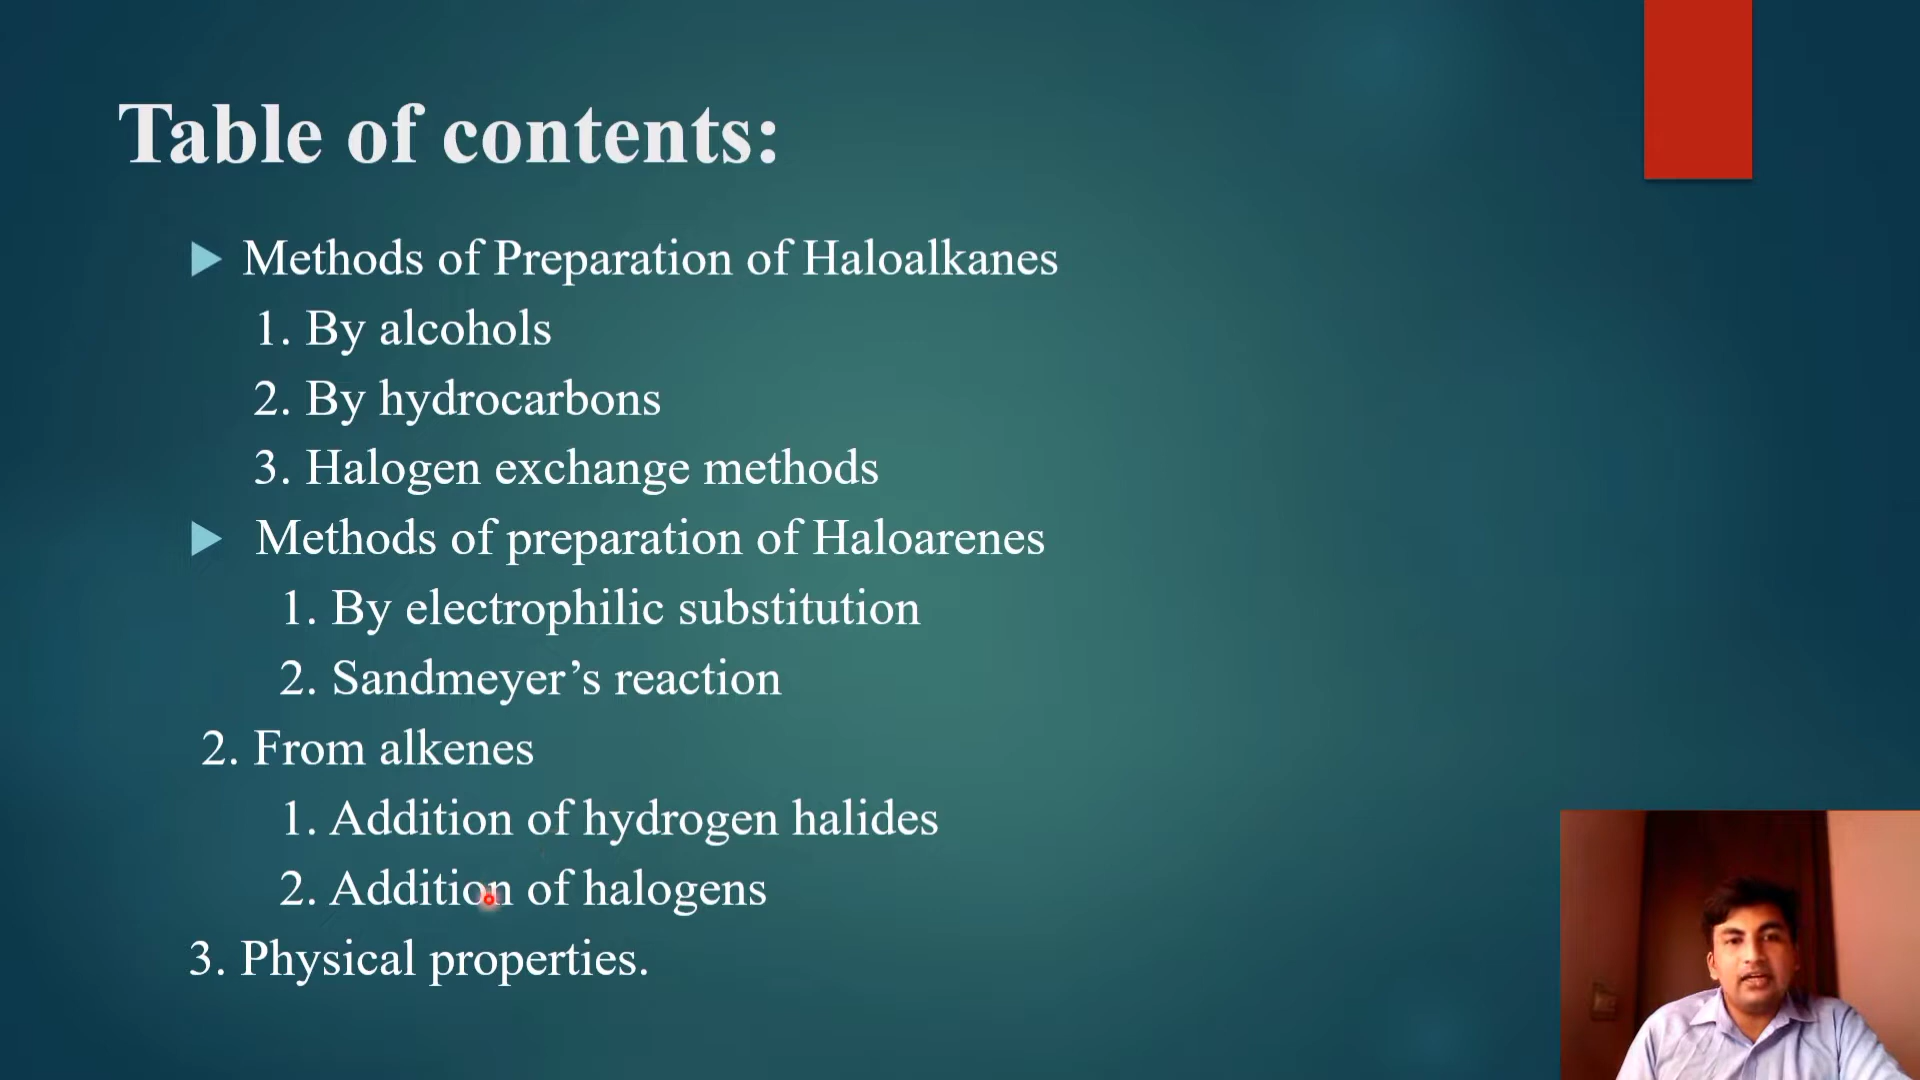 Table of contents:
Methods of Preparation of Haloalkanes
1. By alcohols
2. By hydrocarbons
3. Halogen exchange methods
Methods of preparation of Haloarenes
1. By electrophilic substitution
2. Sandmeyer’s reaction
2. From alkenes
1. Addition of hydrogen halides
2. Addition of halogens
3. Physical properties.